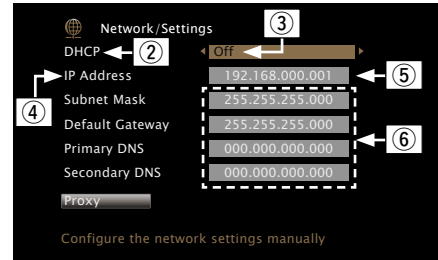 Network/Settings
③
DHCP ②
Off
④ IP Address
192.168.000.001 ⑤
Subnet Mask 255.255.255.000
Default Gateway 255.255.255.000
⑥
Primary DNS 000.000.000.000
Secondary DNS 000.000.000.000
Proxy
Configure the network settings manually